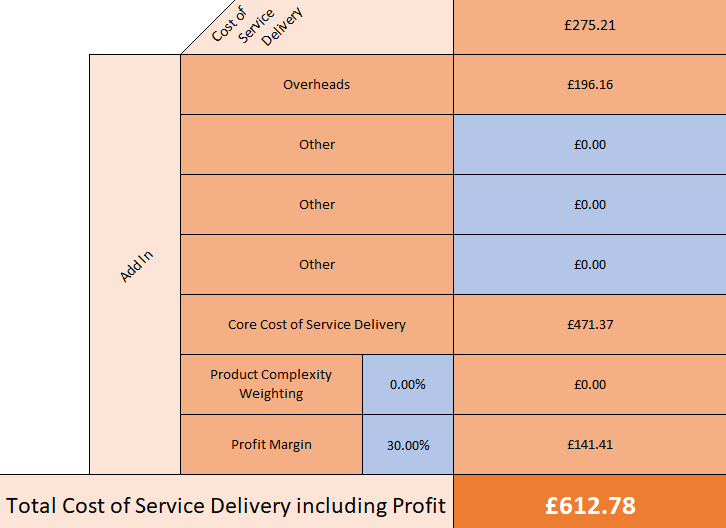 Cost of
Service
Delivery
£275.21
Overheads
£196.16
Other
£0.00
Other
£0.00
Other
£0.00
Add In
Core Cost of Service Delivery
£471.37
Product Complexity
Weighting
0.00%
£0.00
Profit Margin
30.00%
£141.41
Total Cost of Service Delivery including Profit
£612.78